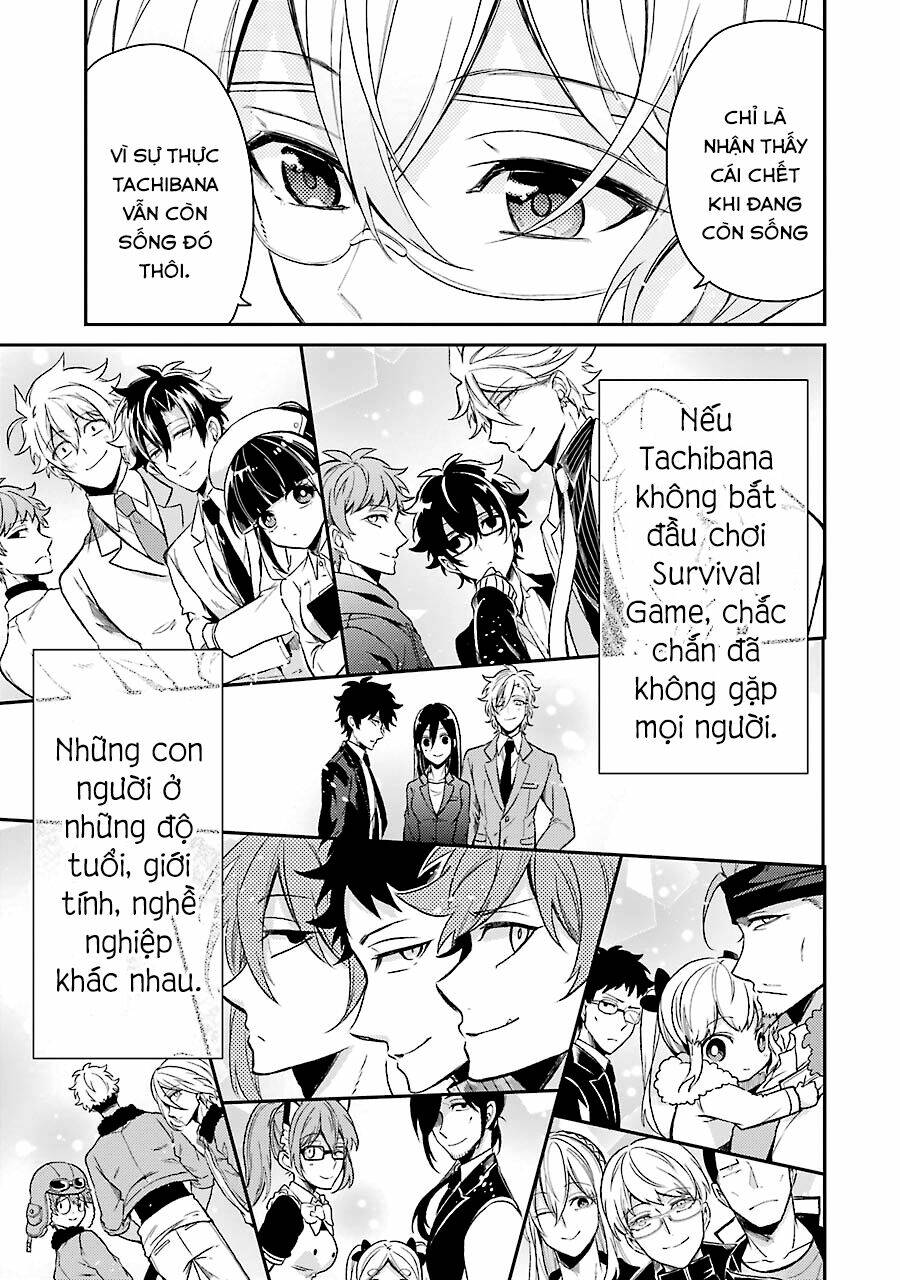 CHỈ LÀ
NHẬN THẤY
CÁI CHẾT
KHI ĐANG
CÒN SỐNG
VÌ SỰ THỰC
TACHIBANA
VẪN CÒN
SỐNG ĐÓ
THÔI.
Nếu
Tachibana
không bắt
đầu chơi
Survival
Game, chắc
chắn đã
không gặp
mọi người.
Những con
người ở
những độ
tuổi, giới
tính, nghề
nghiệp
khác nhau.